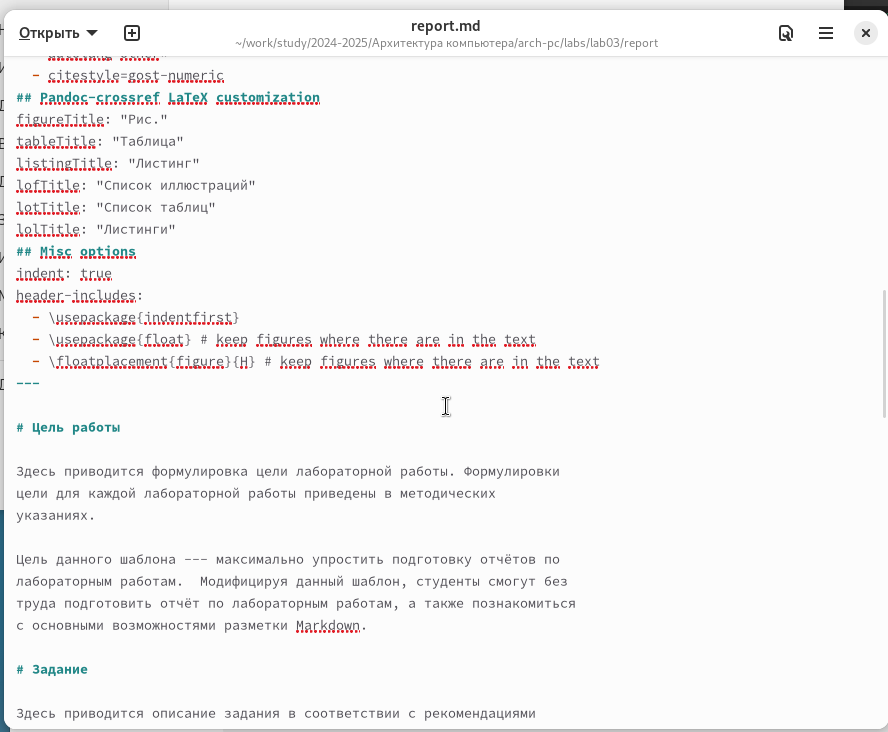 Открыть
report.md
~/work/study/2024-2025/Архитектура компьютера/arch-pc/labs/lab03/report
- citestyle=gost-numeric
## Pandoc-crossref LaTeX customization
figureTitle: "Рис."
tableTitle: "Таблица"
listingTitle: "Листинг"
lofTitle: "Список иллюстраций"
lotTitle: "Список таблиц"
lolTitle: "Листинги"
## Misc options
indent: true
header-includes:
- \usepackage{indentfirst}
- \usepackage{float} # keep figures where there are in the text
- \floatplacement{figure}{H} # keep figures where there are in the text
---
# Цель работы
Здесь приводится формулировка цели лабораторной работы. Формулировки
цели для каждой лабораторной работы приведены в методических
указаниях.
Цель данного шаблона --- максимально упростить подготовку отчётов по
лабораторным работам.  Модифицируя данный шаблон, студенты смогут без
труда подготовить отчёт по лабораторным работам, а также познакомиться
с основными возможностями разметки Markdown.
# Задание
Здесь приводится описание задания в соответствии с рекомендациями